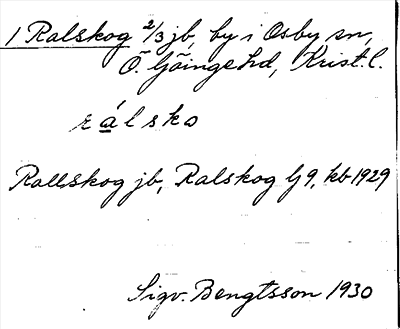 1 Ralskog 2/3 jb, by i Osby sn,
Ö. Göingehd, Krist. l.
rálsko
Rallskog jb, Ralskog G9, kb 1929
Sigv. Bengtsson 1930